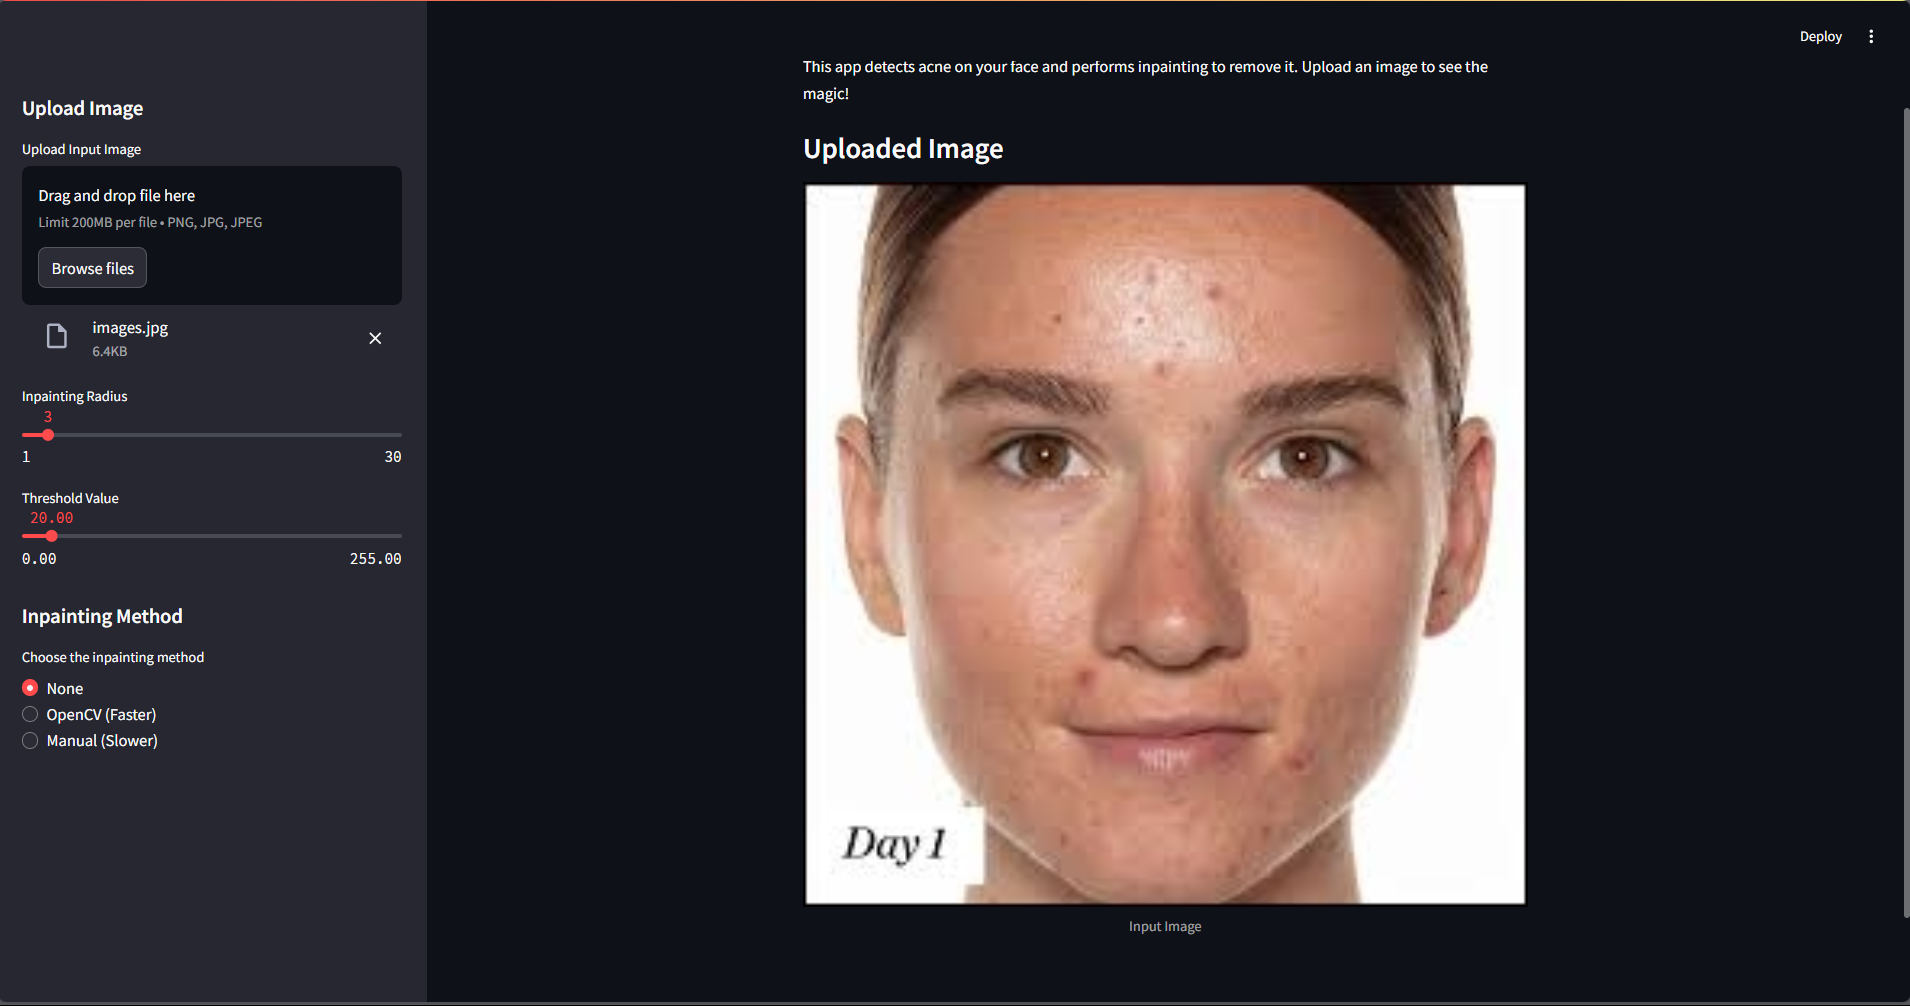 Deploy
Upload Image
Upload Input Image
Drag and drop file here
Limit 200MB per file • PNG, JPG, JPEG
Browse files
images.jpg
6.4KB
Inpainting Radius
3
1 30
Threshold Value
20.00
0.00 255.00
Inpainting Method
Choose the inpainting method
None
OpenCV (Faster)
Manual (Slower)
This app detects acne on your face and performs inpainting to remove it. Upload an image to see the
magic!
Uploaded Image
Day 1
Input Image